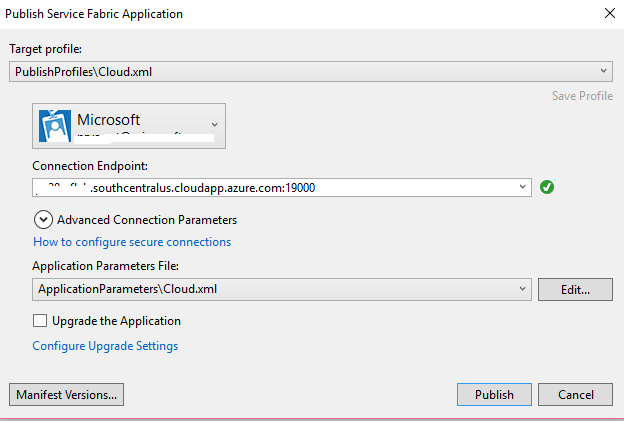 Publish Service Fabric Application
Target profile:
PublishProfiles\Cloud.xml
Save Profile
Microsoft
Connection Endpoint:
.southcentralus.cloudapp.azure.com:19000
Advanced Connection Parameters
How to configure secure connections
Application Parameters File:
ApplicationParameters\Cloud.xml
Edit...
Upgrade the Application
Configure Upgrade Settings
Manifest Versions...
Publish
Cancel